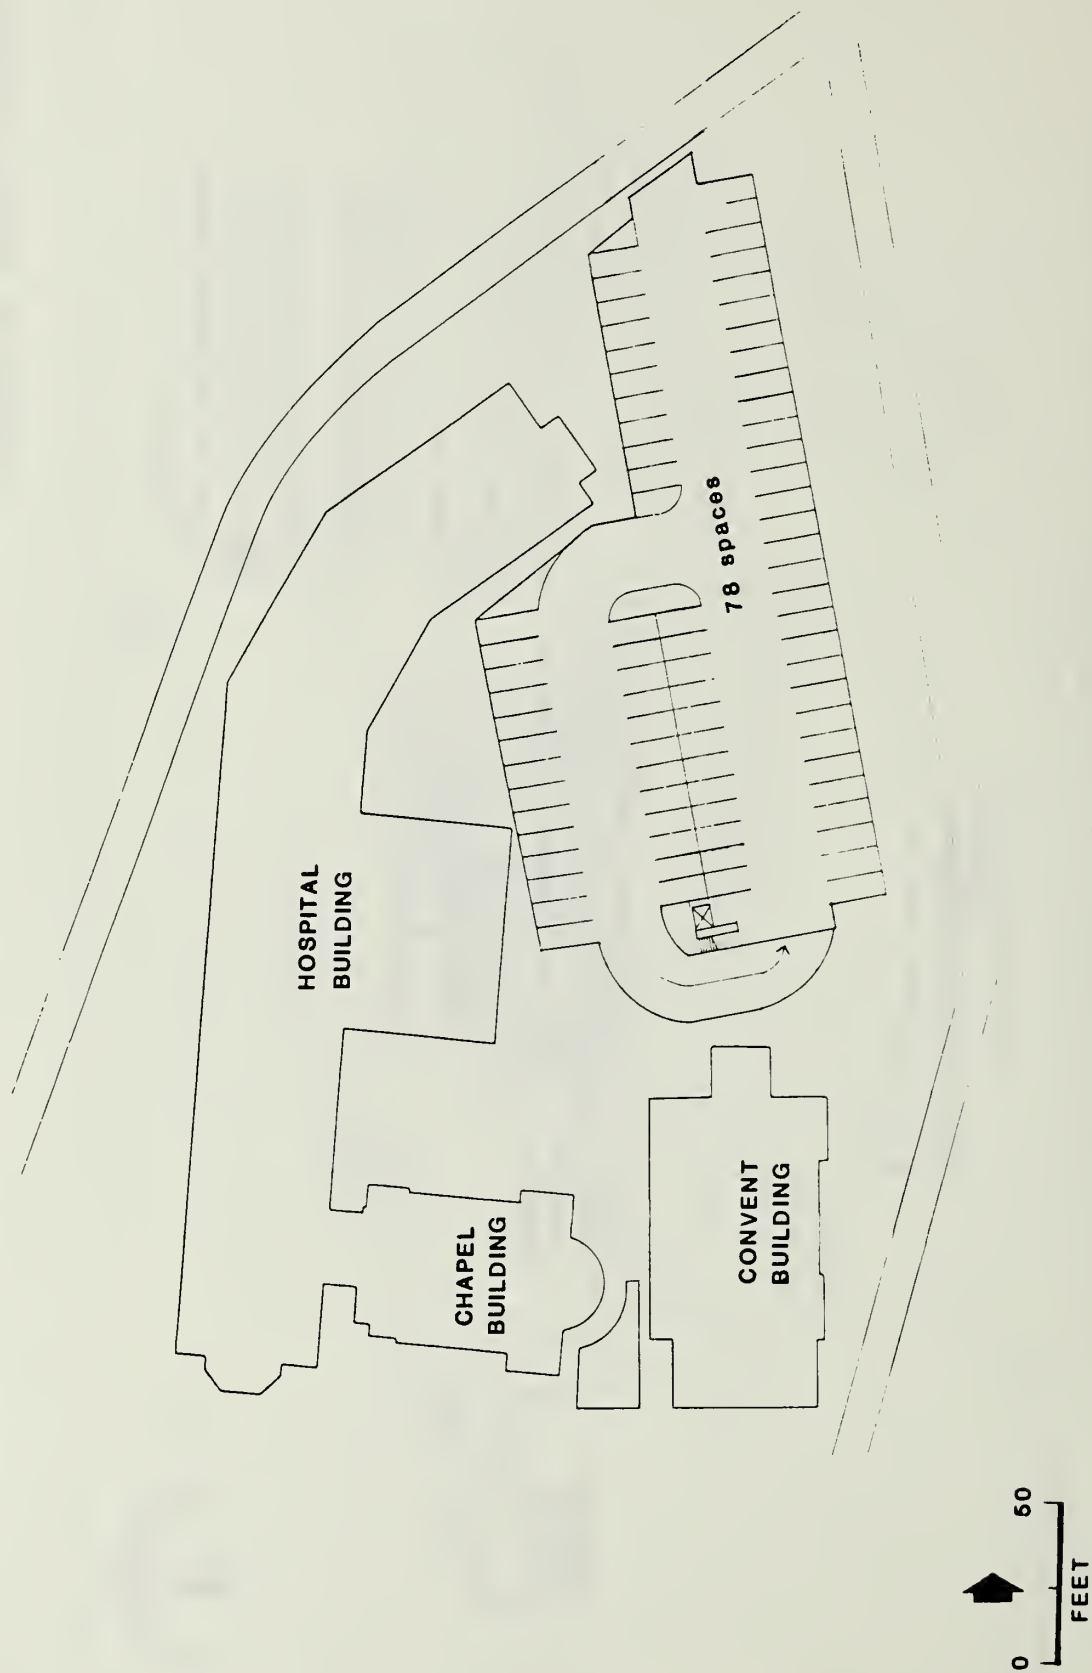 HOSPITAL
BUILDING
CHAPEL
BUILDING
CONVENT
BUILDING
78 spaces
0 50
FEET